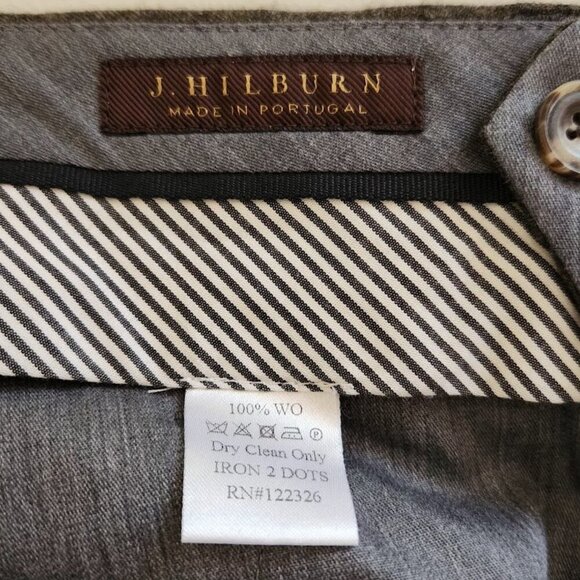 J.HILBURN
MADE IN PORTUGAL
100% WO
P
Dry Clean Only
IRON 2 DOTS
RN#122326